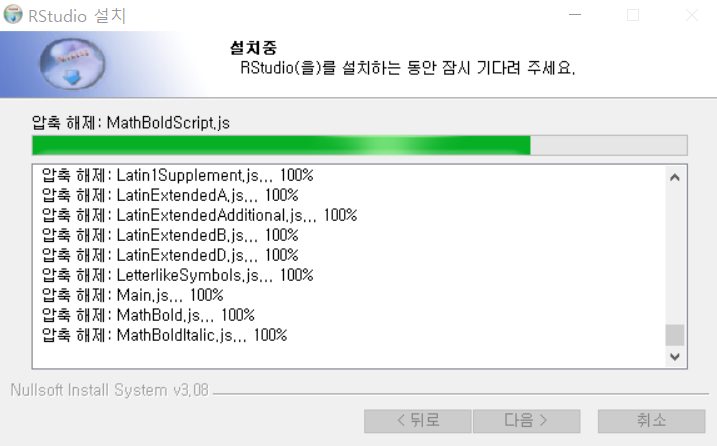 RStudio 설치
설치중
RStudio(을)를 설치하는 동안 잠시 기다려 주세요.
압축 해제: MathBoldScript.js
압축 해제: Latin1Supplement.js... 100%
압축 해제: LatinExtendedA.js... 100%
압축 해제: LatinExtendedAdditional.js... 100%
압축 해제: LatinExtendedB.js... 100%
압축 해제: LatinExtendedD.js... 100%
압축 해제: LetterlikeSymbols.js... 100%
압축 해제: Main.js... 100%
압축 해제: MathBold.js... 100%
압축 해제: MathBoldItalic.js... 100%
Nullsoft Install System v3.08
< 뒤로 다음 > 취소